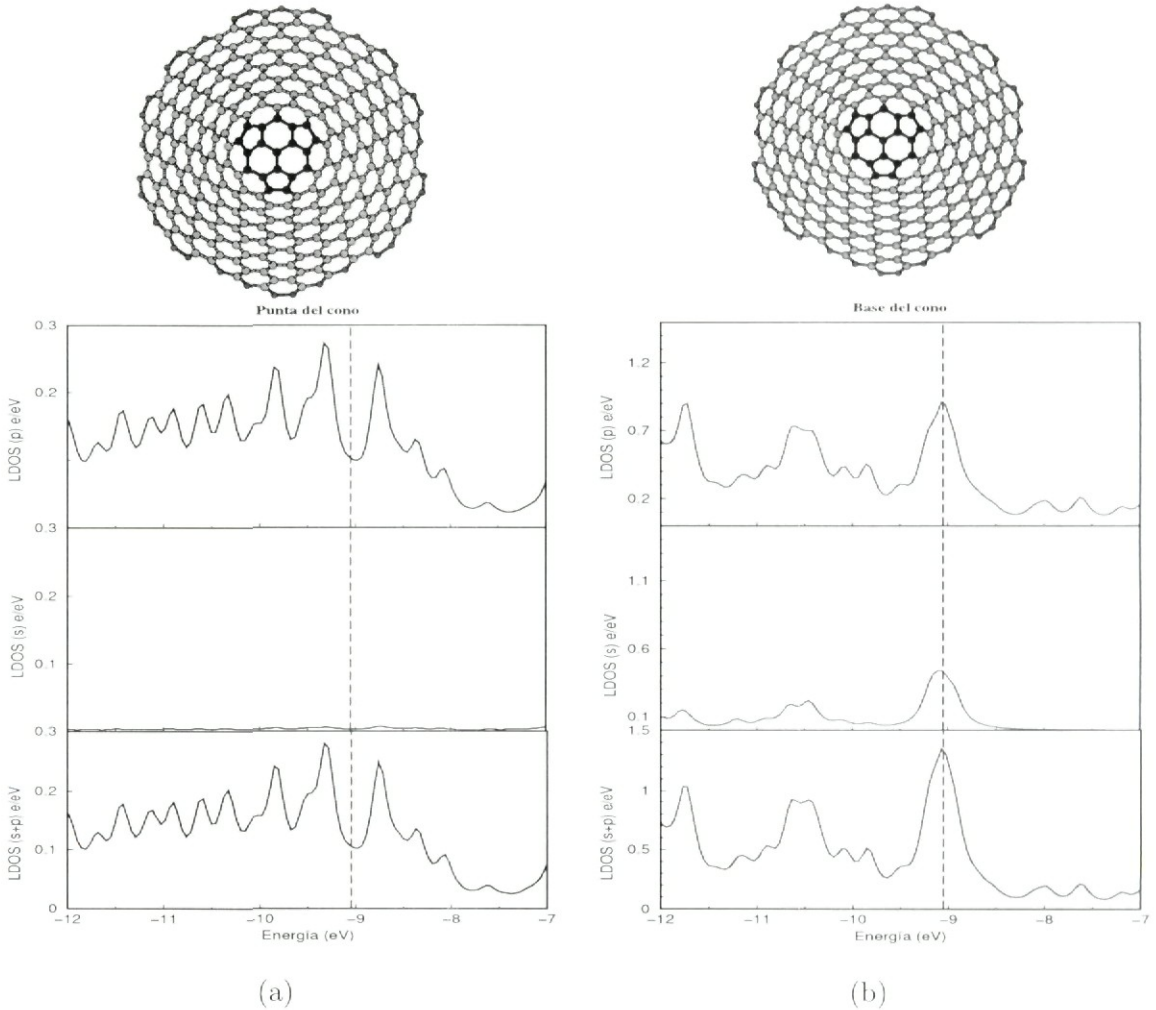 Punta del cono
0.3
0.2
LDOS (p) e/eV
0.3
0.2
0.1
LDOS (s) e/eV
0.3
0.2
0.1
0
LDOS (s+p) e/eV
-12
-11
-10
-9
-8
-7
Energía (eV)
(a)
Base del cono
1.2
0.7
0.2
LDOS (p) e/eV
1.1
0.6
0.1
LDOS (s) e/eV
1.5
1
0.5
0
LDOS (s+p) e/eV
-12
-11
-10
-9
-8
-7
Energía (eV)
(b)